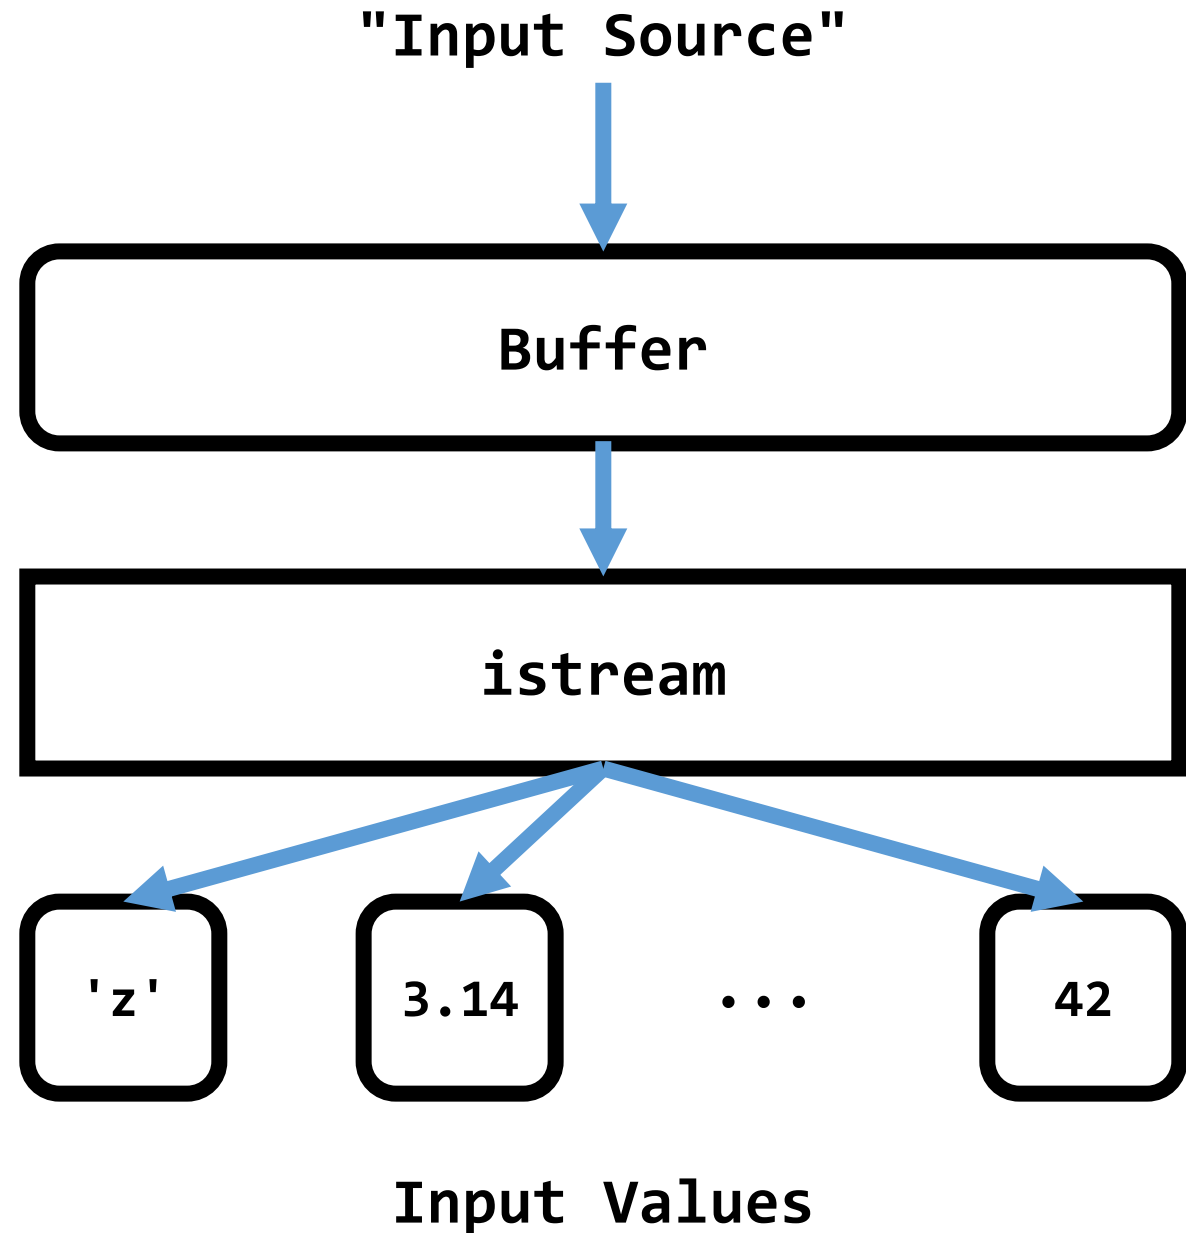 "Input Source"
Buffer
istream
'z' 3.14 ... 42
Input Values